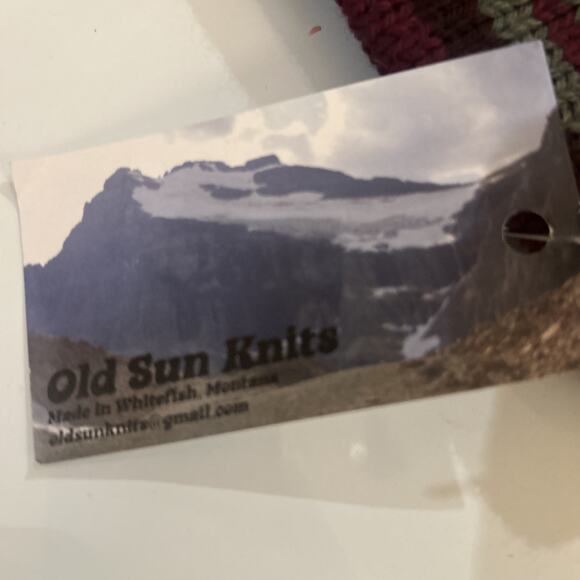 Old Sun Knits
Made in Whitefish, Montana
oldsunknits@gmail.com